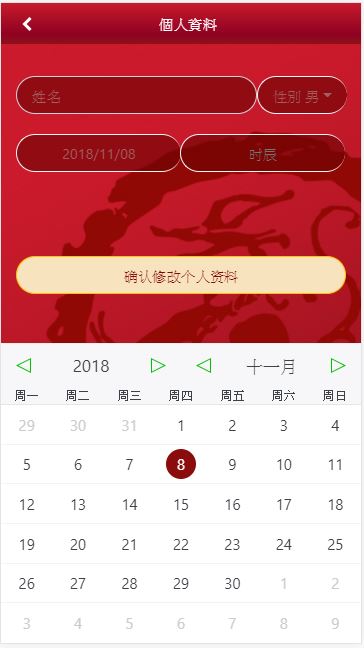 個人資料
姓名 性別 男
2018/11/08 时辰
确认修改个人资料
2018 十一月
周一 周二 周三 周四 周五 周六 周日
29 30 31 1 2 3 4
5 6 7 8 9 10 11
12 13 14 15 16 17 18
19 20 21 22 23 24 25
26 27 28 29 30 1 2
3 4 5 6 7 8 9